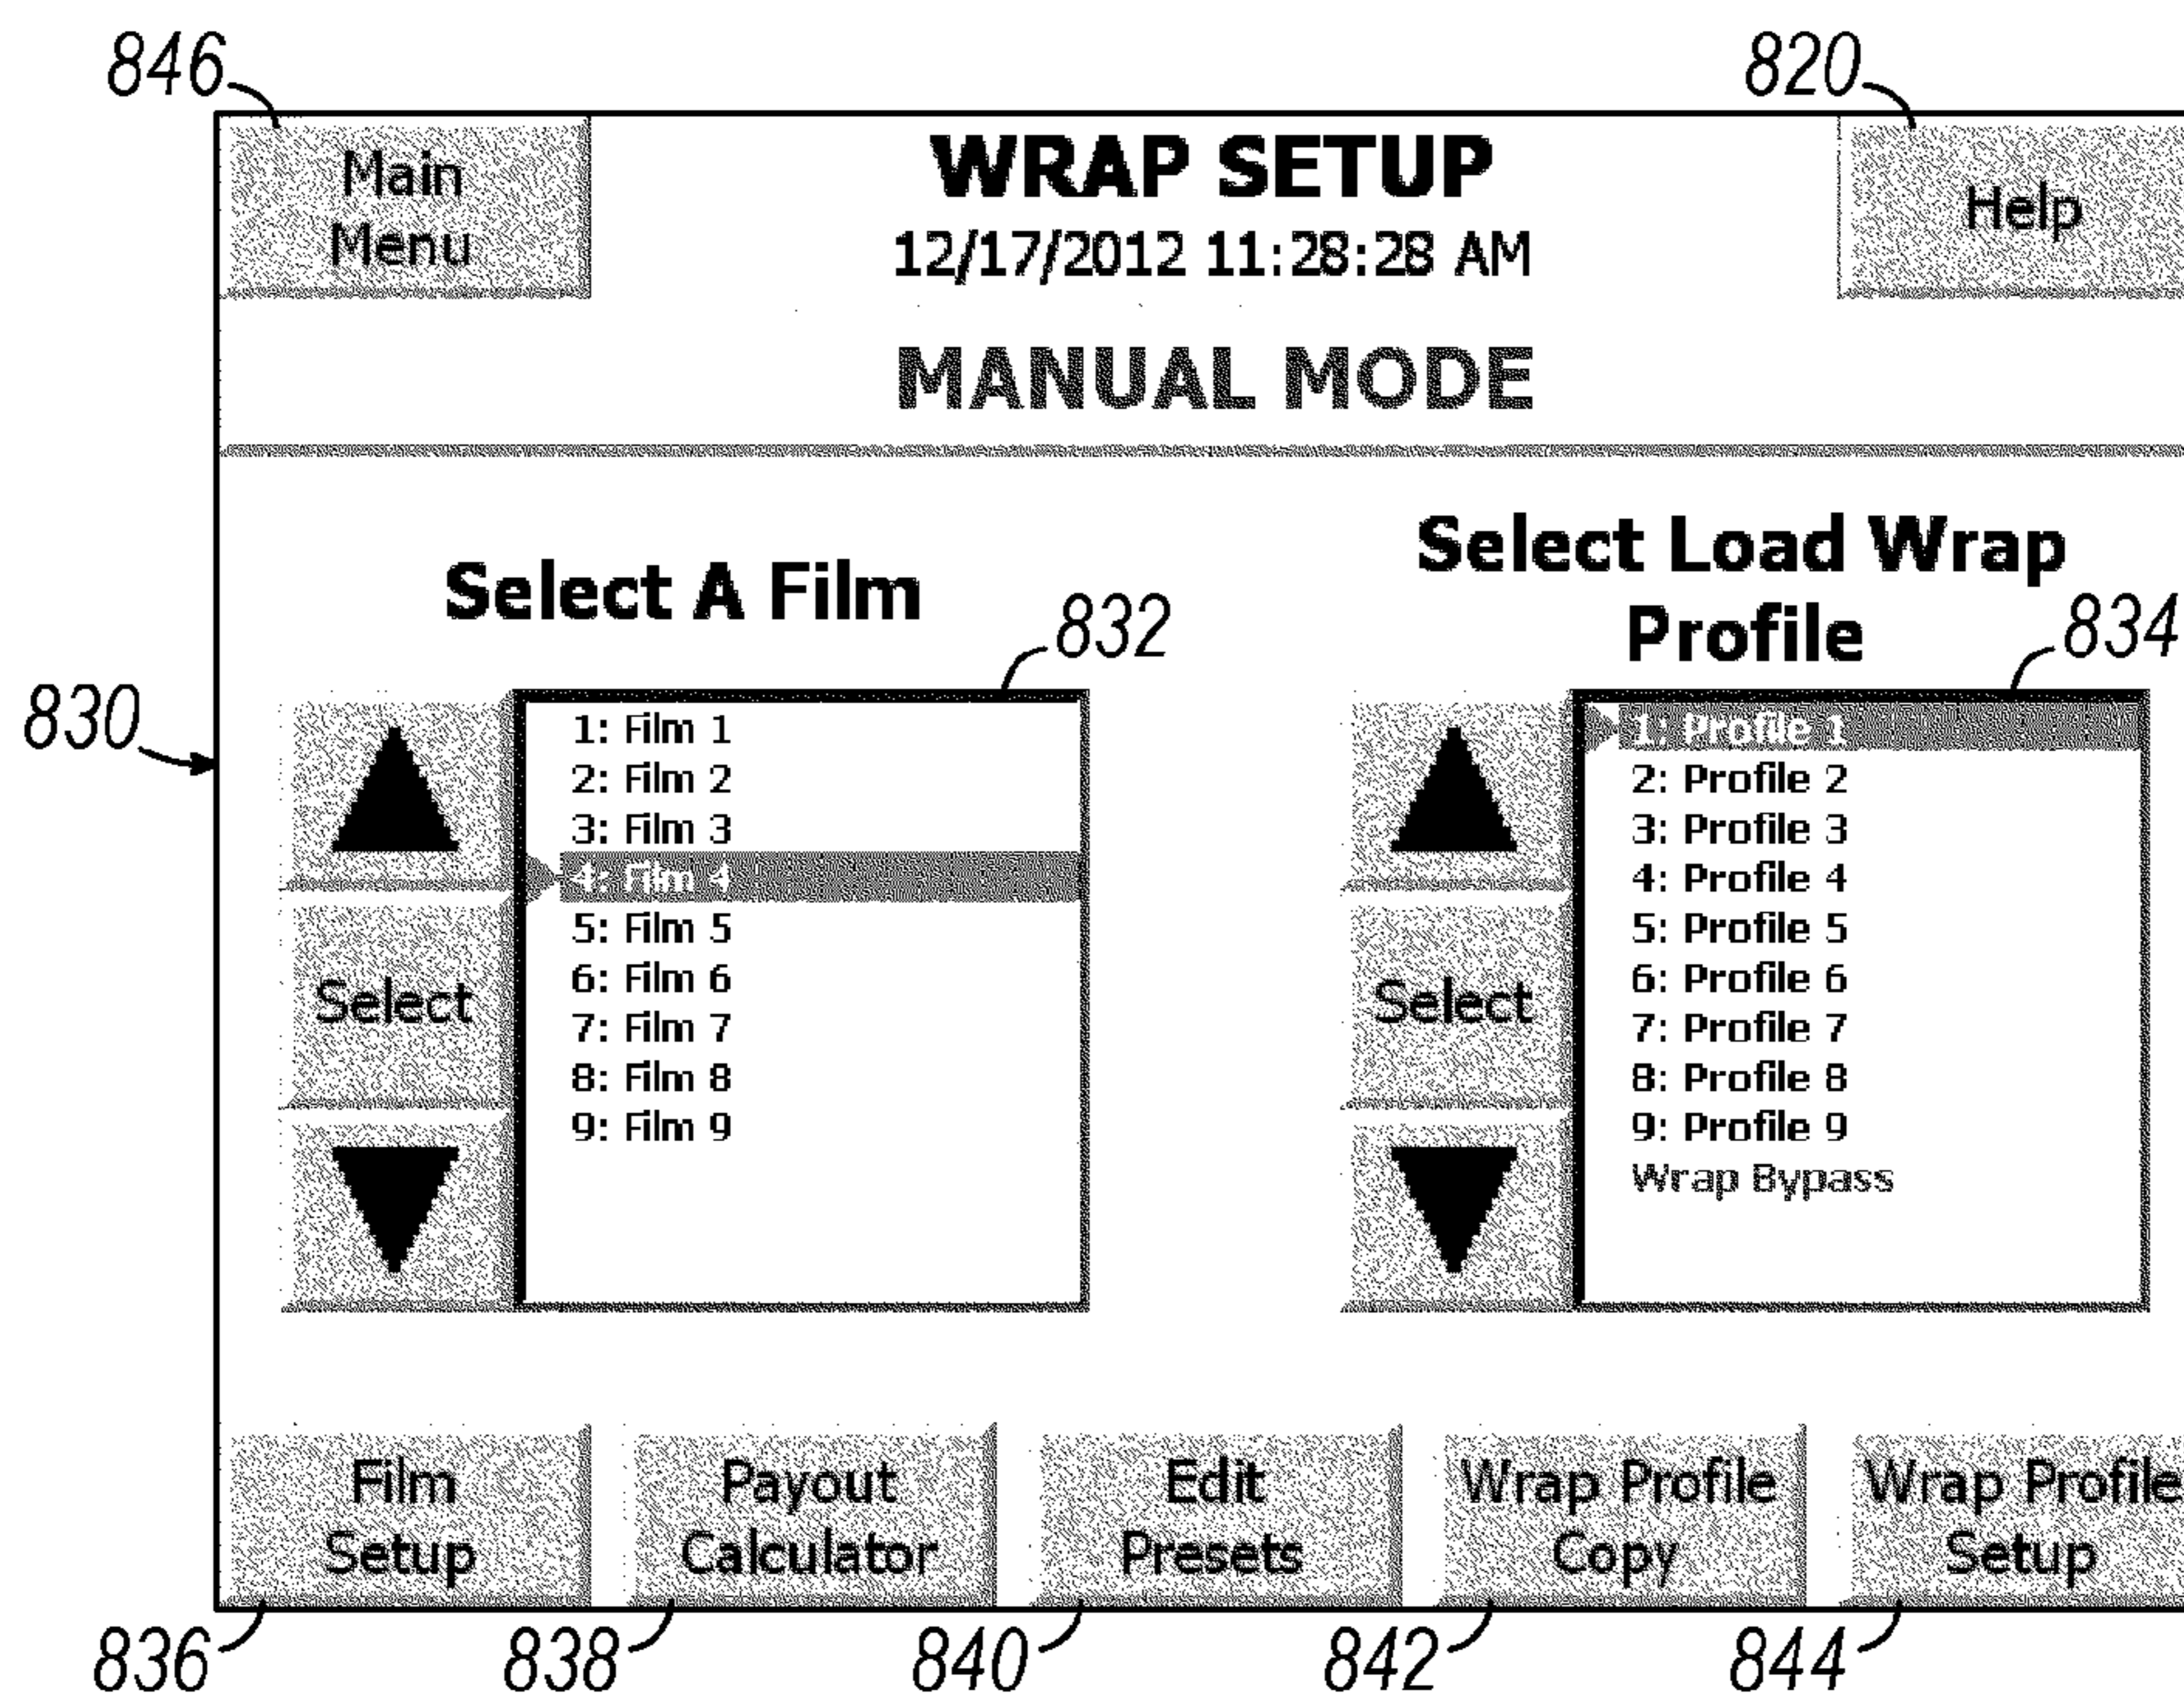 846
820
Main
Menu
WRAP SETUP
Help
12/17/2012 11:28:28 AM
MANUAL MODE
Select A Film
Select Load Wrap
Profile
832
834
830
1: Film 1
2: Film 2
3: Film 3
4: Film 4
5: Film 5
6: Film 6
7: Film 7
8: Film 8
9: Film 9
Select
1: Profile 1
2: Profile 2
3: Profile 3
4: Profile 4
5: Profile 5
6: Profile 6
7: Profile 7
8: Profile 8
9: Profile 9
Wrap Bypass
Select
Film
Setup
Payout
Calculator
Edit
Presets
Wrap Profile
Copy
Wrap Profile
Setup
836
838
840
842
844